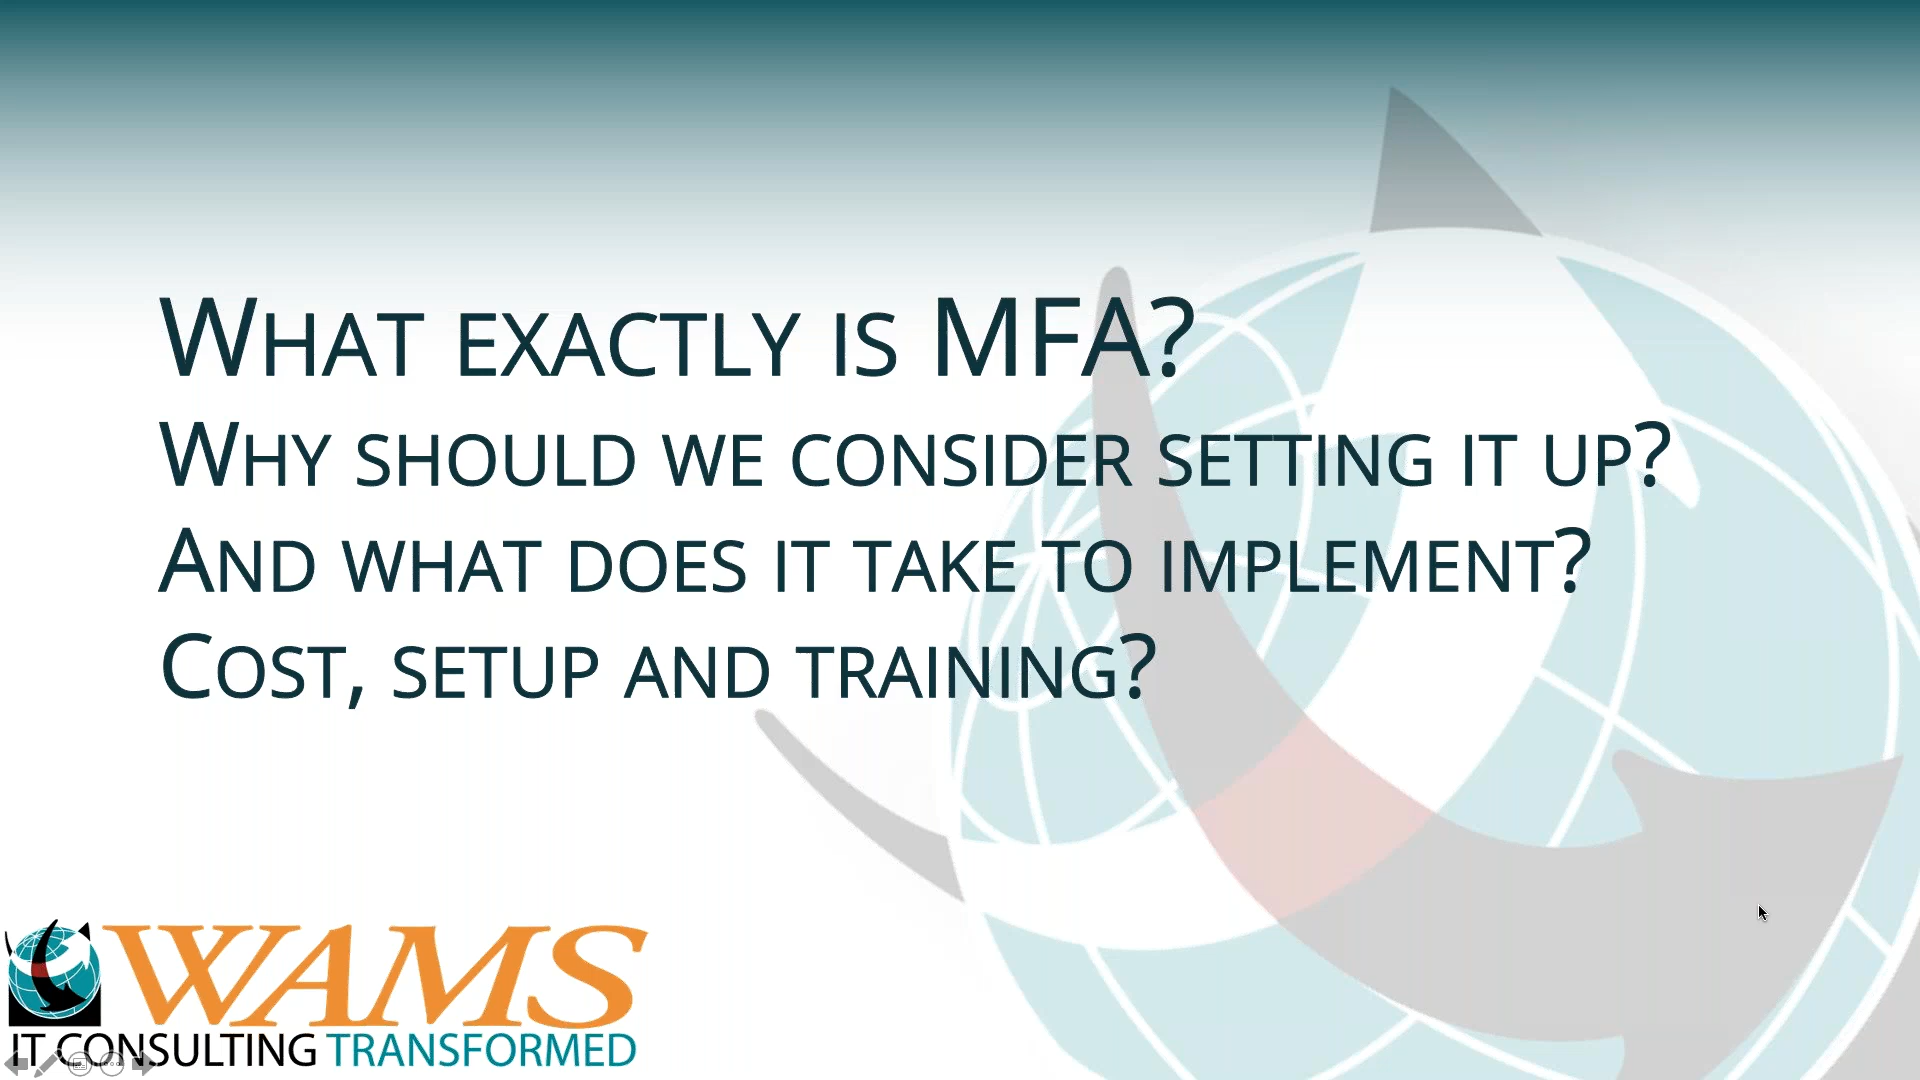 What exactly is MFA?
Why should we consider setting it up?
And what does it take to implement?
Cost, setup and training?
WAMS
IT CONSULTING TRANSFORMED